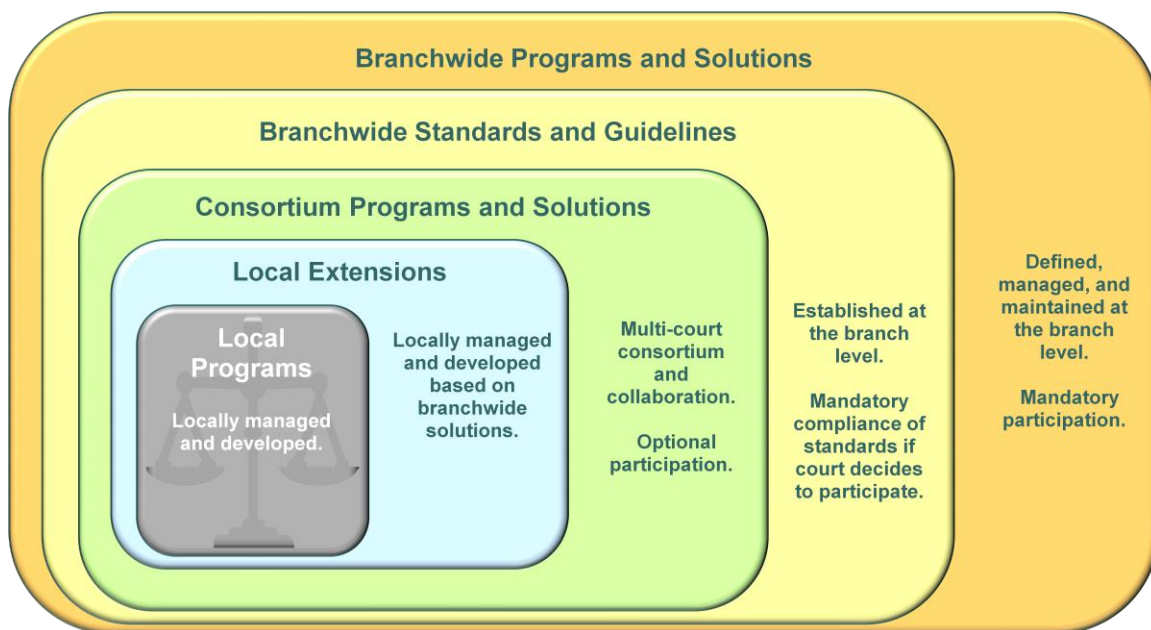 Branchwide Programs and Solutions
Branchwide Standards and Guidelines
Consortium Programs and Solutions
Local Extensions
Local
Programs
Locally managed
and developed.
Locally managed
and developed
based on
branchwide
solutions.
Multi-court
consortium
and
collaboration.
Optional
participation.
Established at
the branch
level.
Mandatory
compliance of
standards if
court decides
to participate.
Defined,
managed, and
maintained at
the branch
level.
Mandatory
participation.